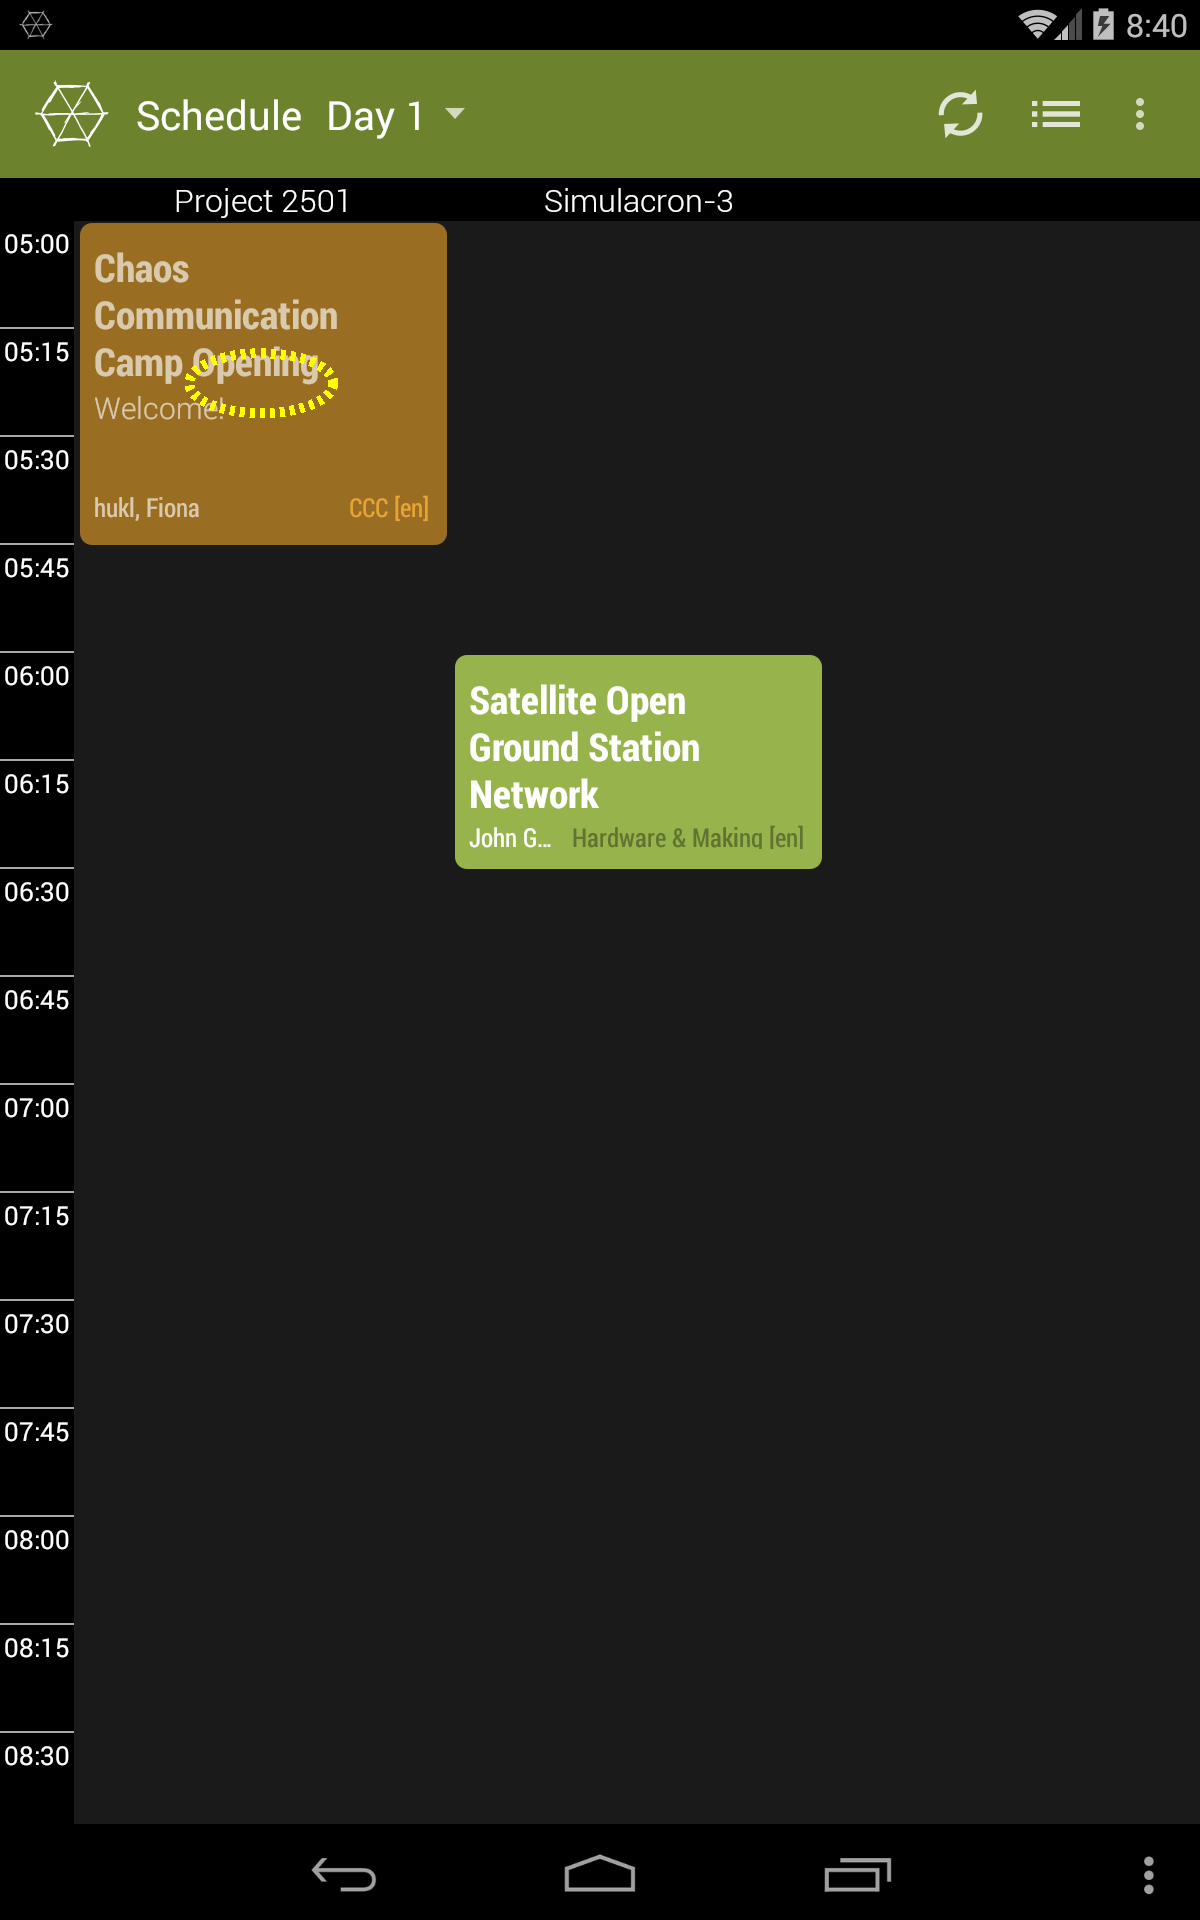 8:40
Schedule Day 1
Project 2501 Simulacron-3
05:00
Chaos
Communication
Camp Opening
Welcome!
hukl, Fiona CCC [en]
05:15
05:30
05:45
06:00
Satellite Open
Ground Station
Network
John G... Hardware & Making [en]
06:15
06:30
06:45
07:00
07:15
07:30
07:45
08:00
08:15
08:30